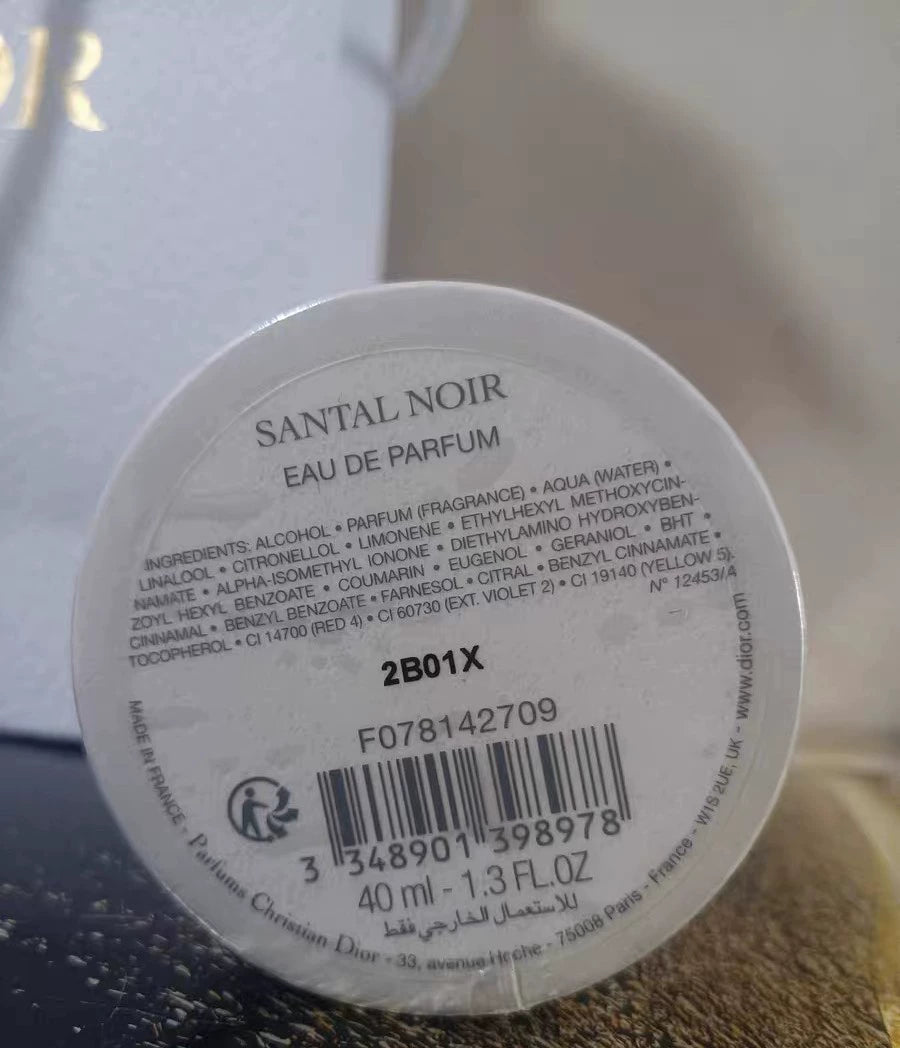 OR
SANTAL NOIR
EAU DE PARFUM
INGREDIENTS: ALCOHOL • PARFUM (FRAGRANCE) • AQUA (WATER) •
LINALOOL • CITRONELLOL • LIMONENE • ETHYLHEXYL METHOXYCIN-
NAMATE • ALPHA-ISOMETHYL IONONE • DIETHYLAMINO HYDROXYBEN-
ZOYL HEXYL BENZOATE • COUMARIN • EUGENOL • GERANIOL • BHT •
CINNAMAL • BENZYL BENZOATE • FARNESOL • CITRAL • BENZYL CINNAMATE •
TOCOPHEROL • CI 14700 (RED 4) • CI 60730 (EXT. VIOLET 2) • CI 19140 (YELLOW 5).
N° 12453/A
2B01X
F078142709
3 348901 398978
40 ml - 1.3 FL.OZ
للاستعمال الخارجي فقط
MADE IN FRANCE - Parfums Christian Dior - 33, avenue Hoche - 75008 Paris - France - W1S 2UE, UK - www.dior.com